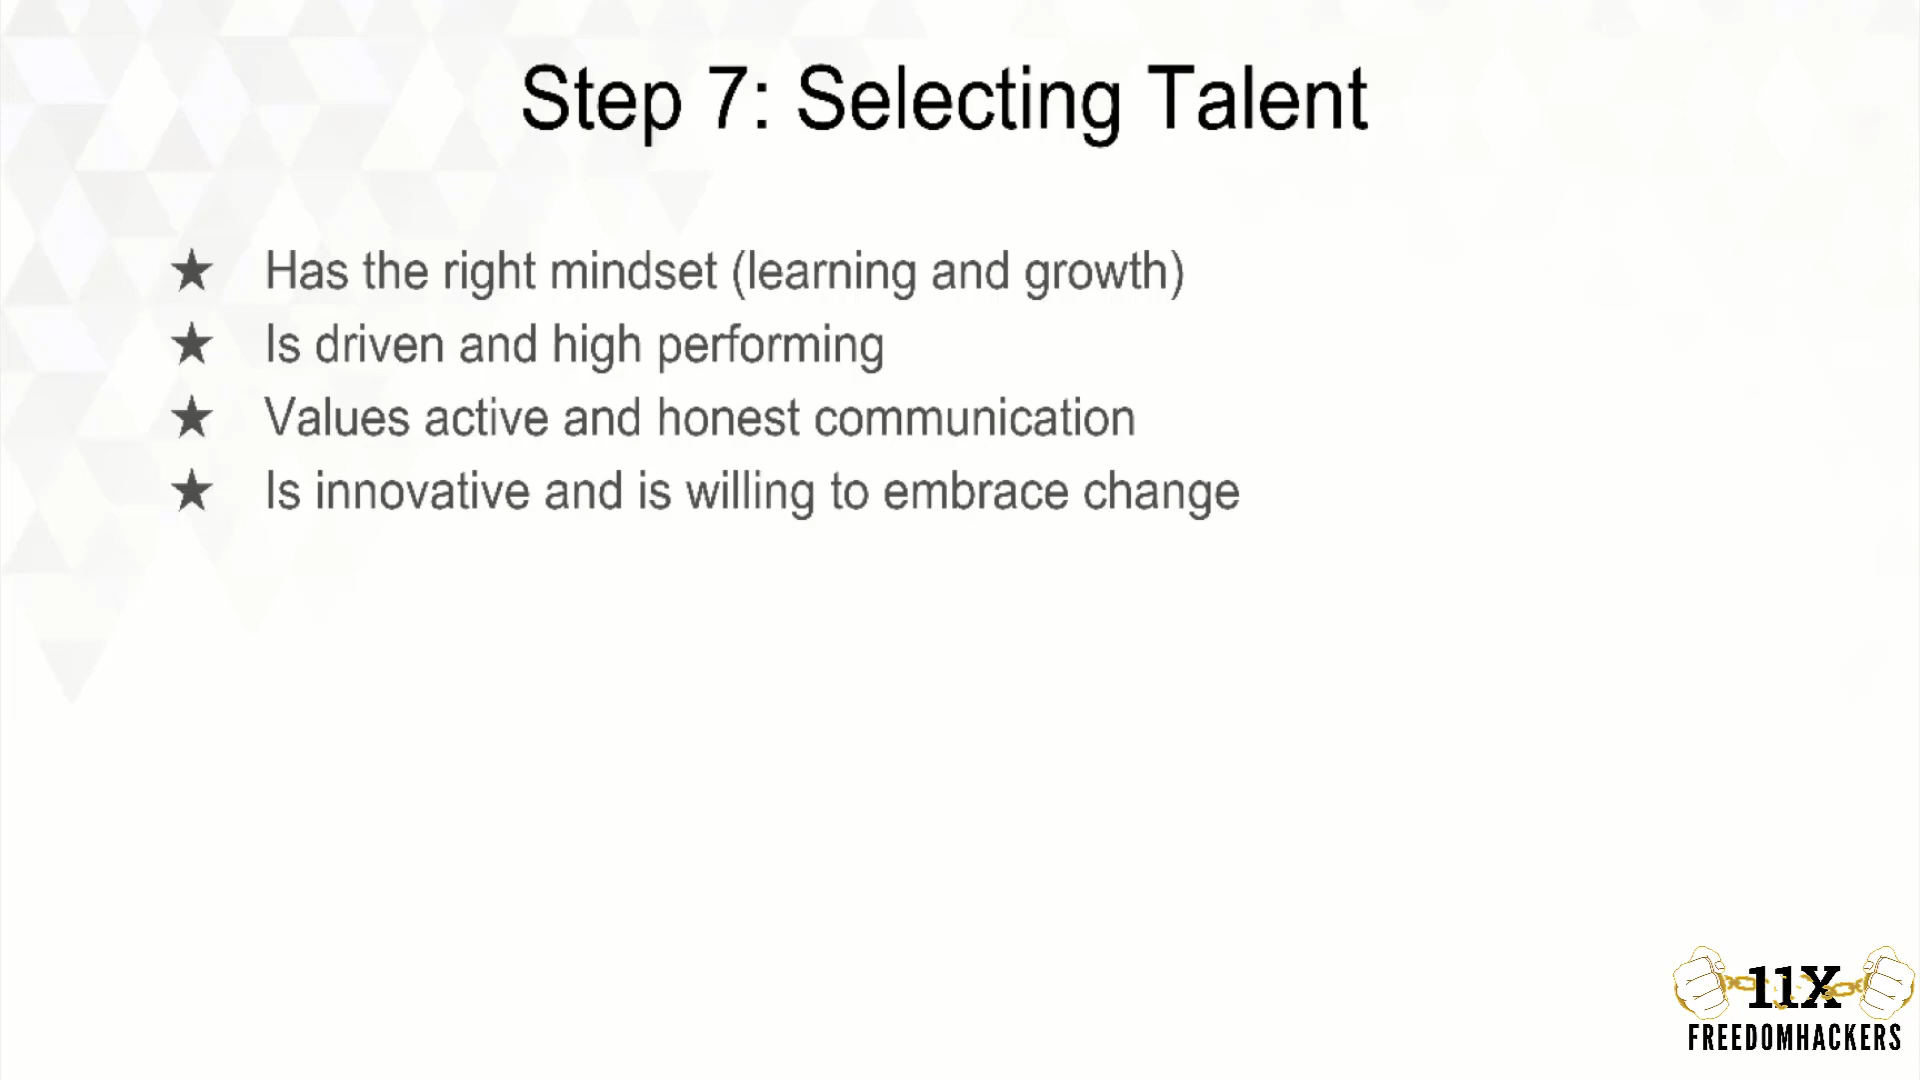 Step 7: Selecting Talent
★ Has the right mindset (learning and growth)
★ Is driven and high performing
★ Values active and honest communication
★ Is innovative and is willing to embrace change
11X
FREEDOMHACKERS